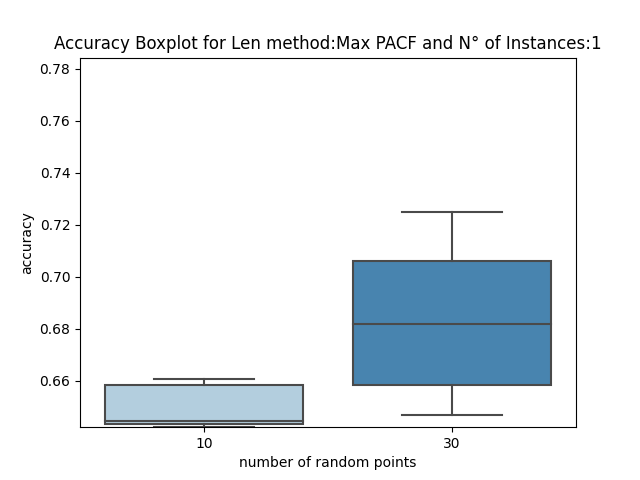 Accuracy Boxplot for Len method:Max PACF and N° of Instances:1
0.78
0.76
0.74
0.72
0.70
0.68
0.66
accuracy
10 30
number of random points